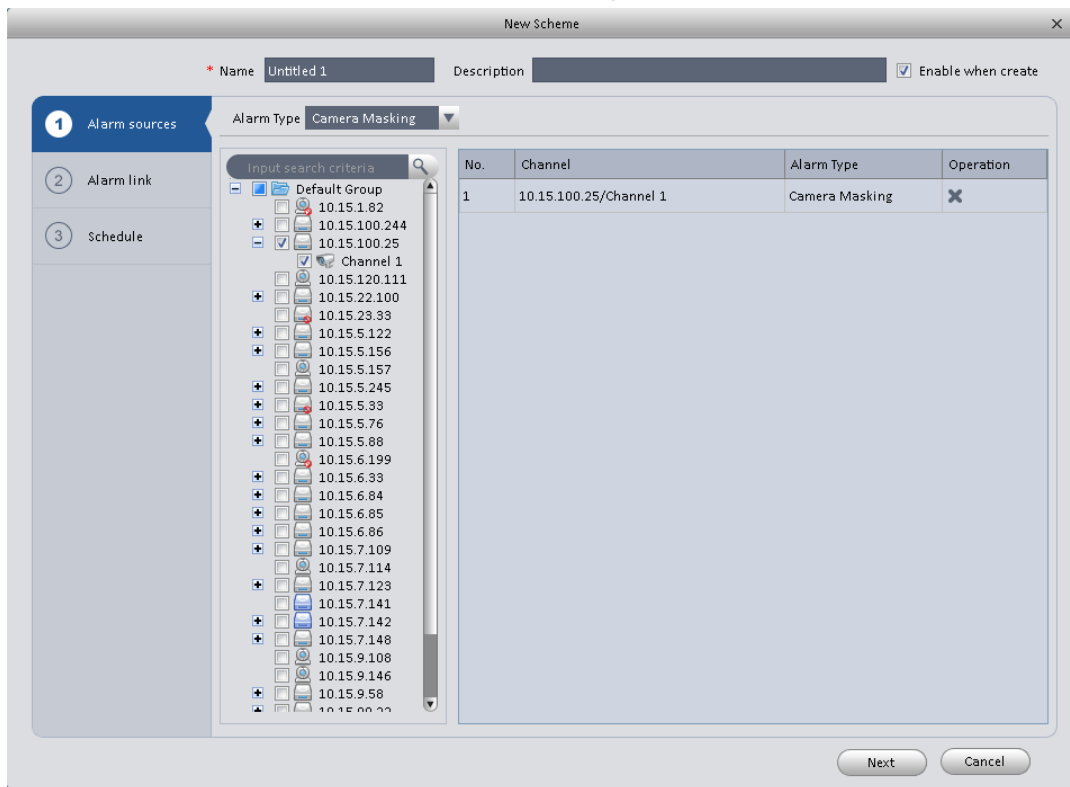 New Scheme
* Name Untitled 1 Description Enable when create
1 Alarm sources
2 Alarm link
3 Schedule
Alarm Type Camera Masking
Input search criteria
Default Group
10.15.1.82
10.15.100.244
10.15.100.25
Channel 1
10.15.120.111
10.15.22.100
10.15.23.33
10.15.5.122
10.15.5.156
10.15.5.157
10.15.5.245
10.15.5.33
10.15.5.76
10.15.5.88
10.15.6.199
10.15.6.33
10.15.6.84
10.15.6.85
10.15.6.86
10.15.7.109
10.15.7.114
10.15.7.123
10.15.7.141
10.15.7.142
10.15.7.148
10.15.9.108
10.15.9.146
10.15.9.58
No. Channel Alarm Type Operation
1 10.15.100.25/Channel 1 Camera Masking
Next Cancel